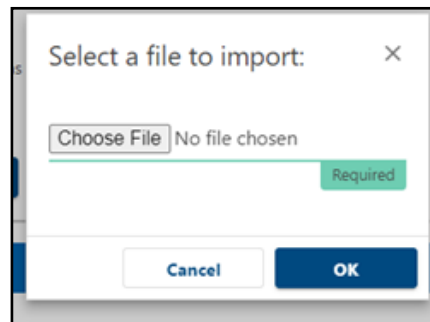 Select a file to import:
Choose File No file chosen
Required
Cancel OK